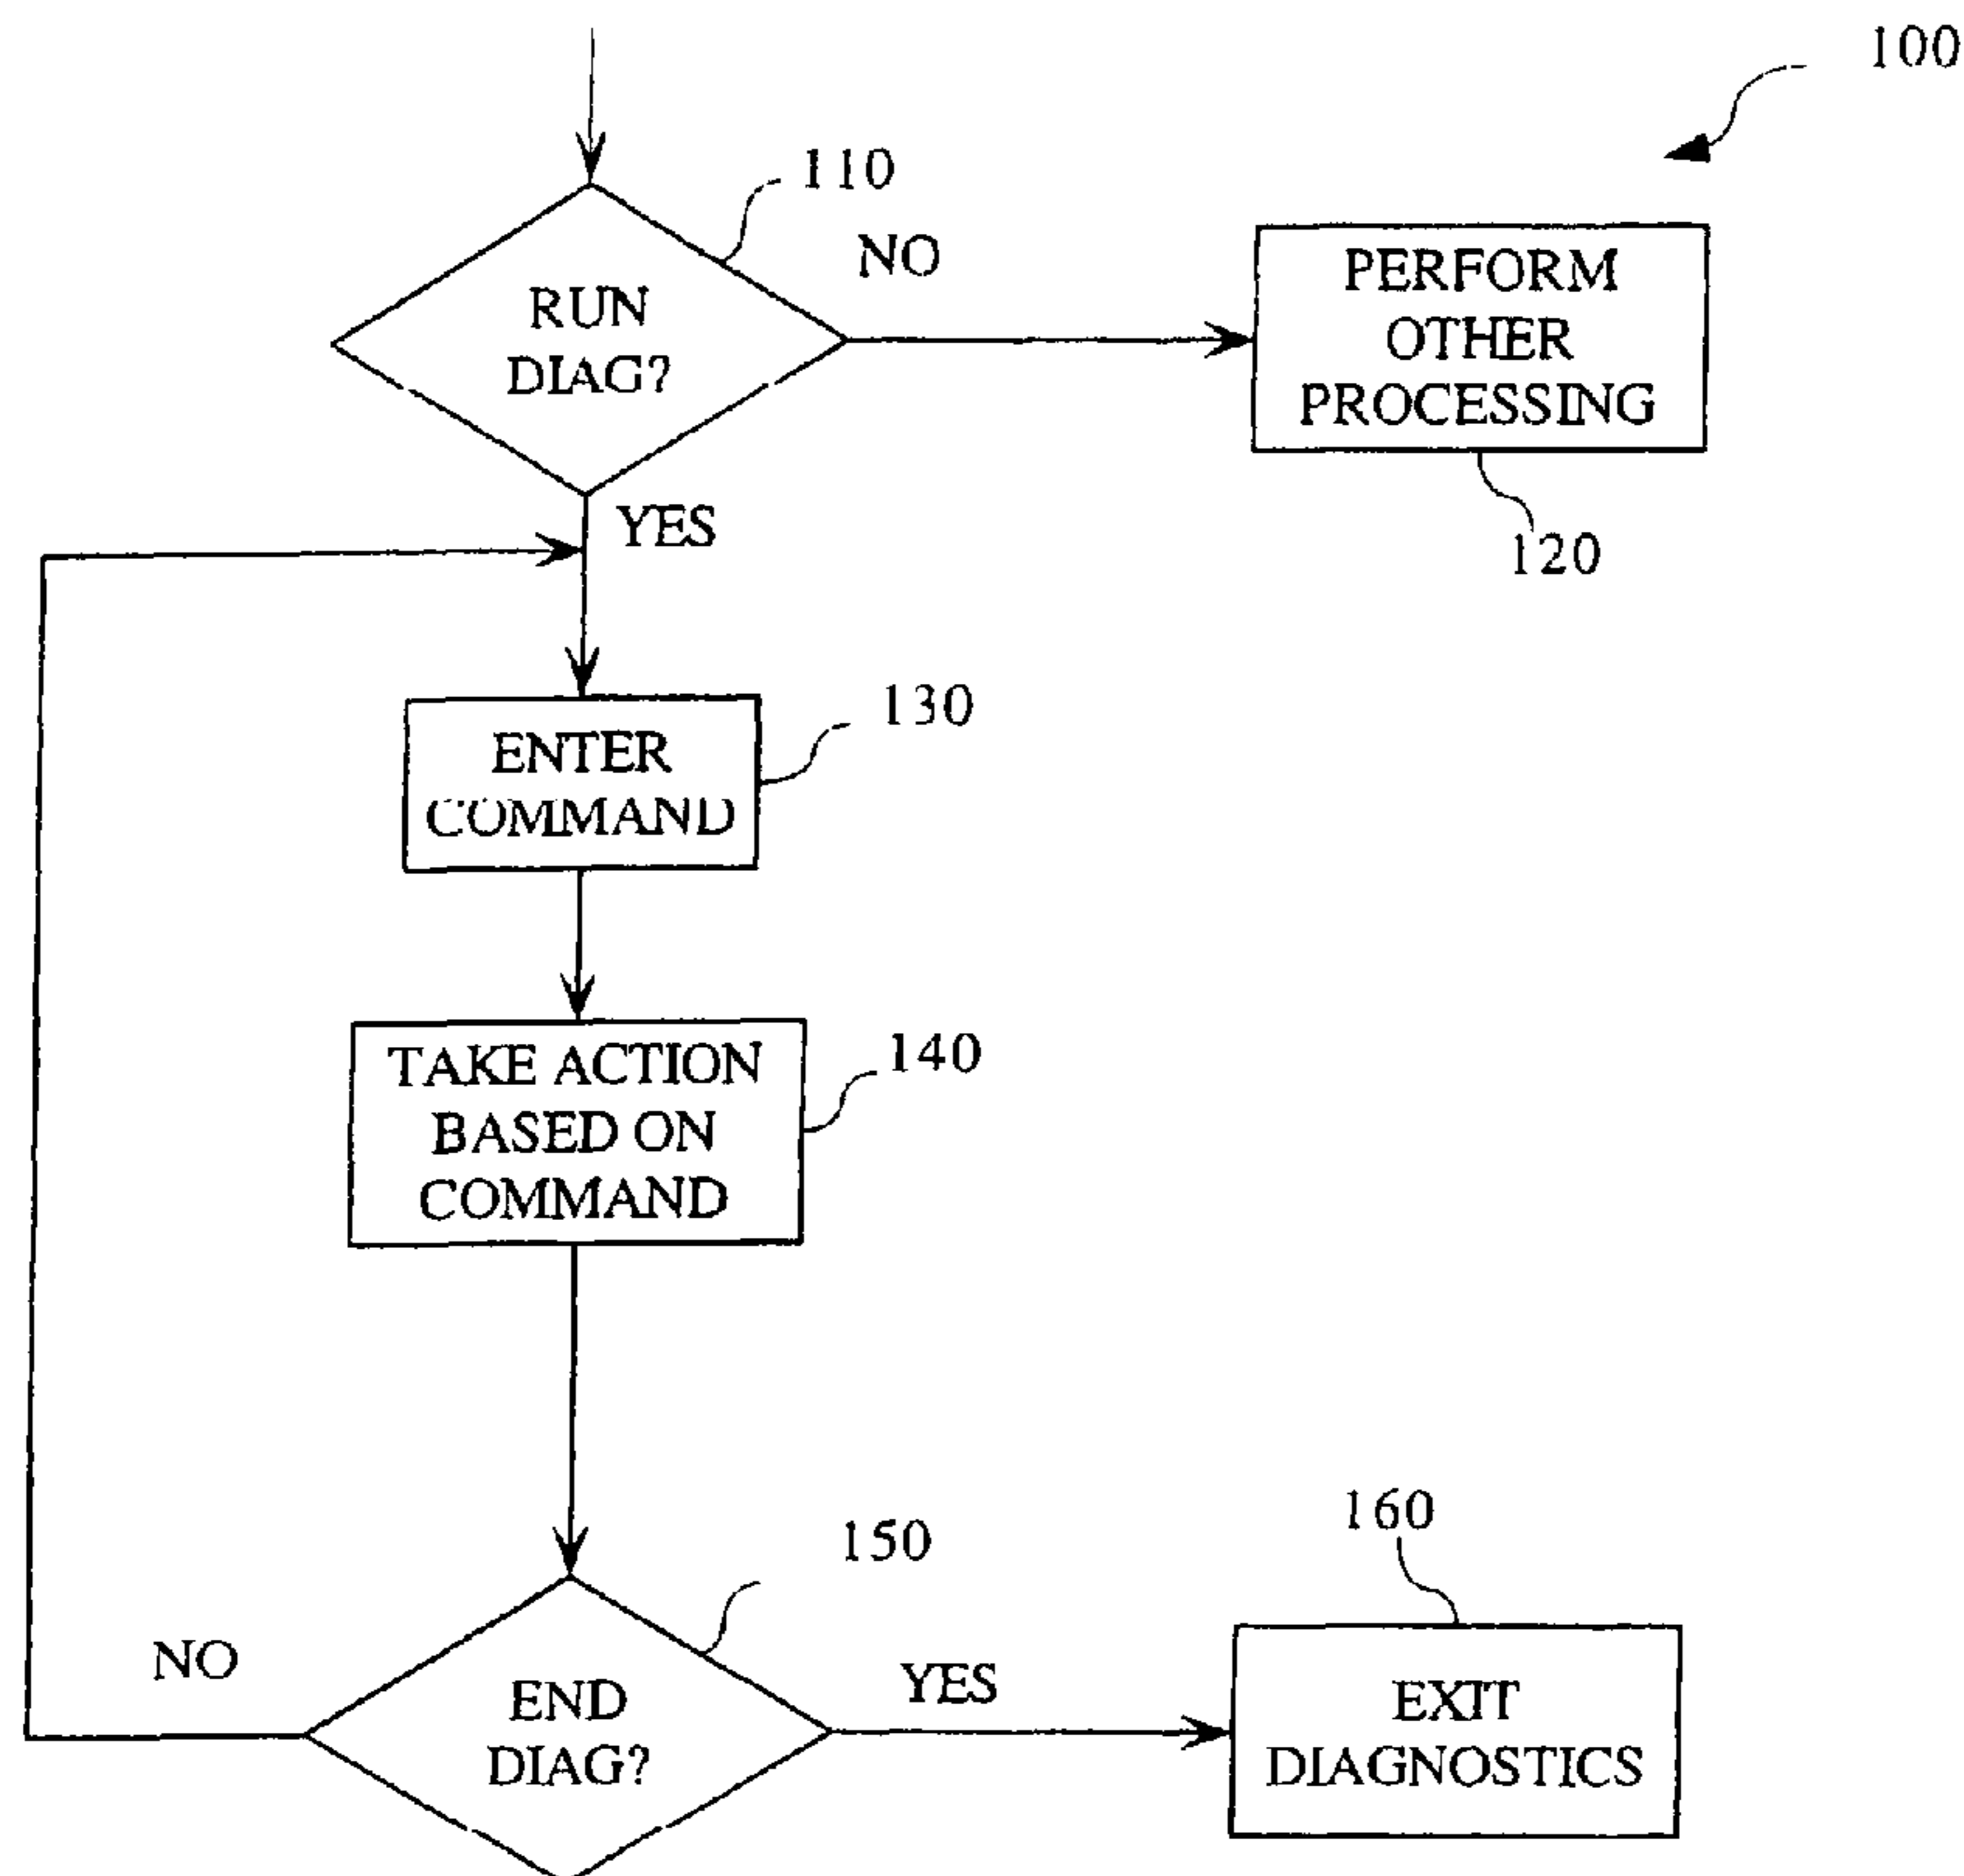 100
110
RUN
DIAG?
NO
PERFORM
OTHER
PROCESSING
120
YES
130
ENTER
COMMAND
140
TAKE ACTION
BASED ON
COMMAND
150
160
NO
END
DIAG?
YES
EXIT
DIAGNOSTICS